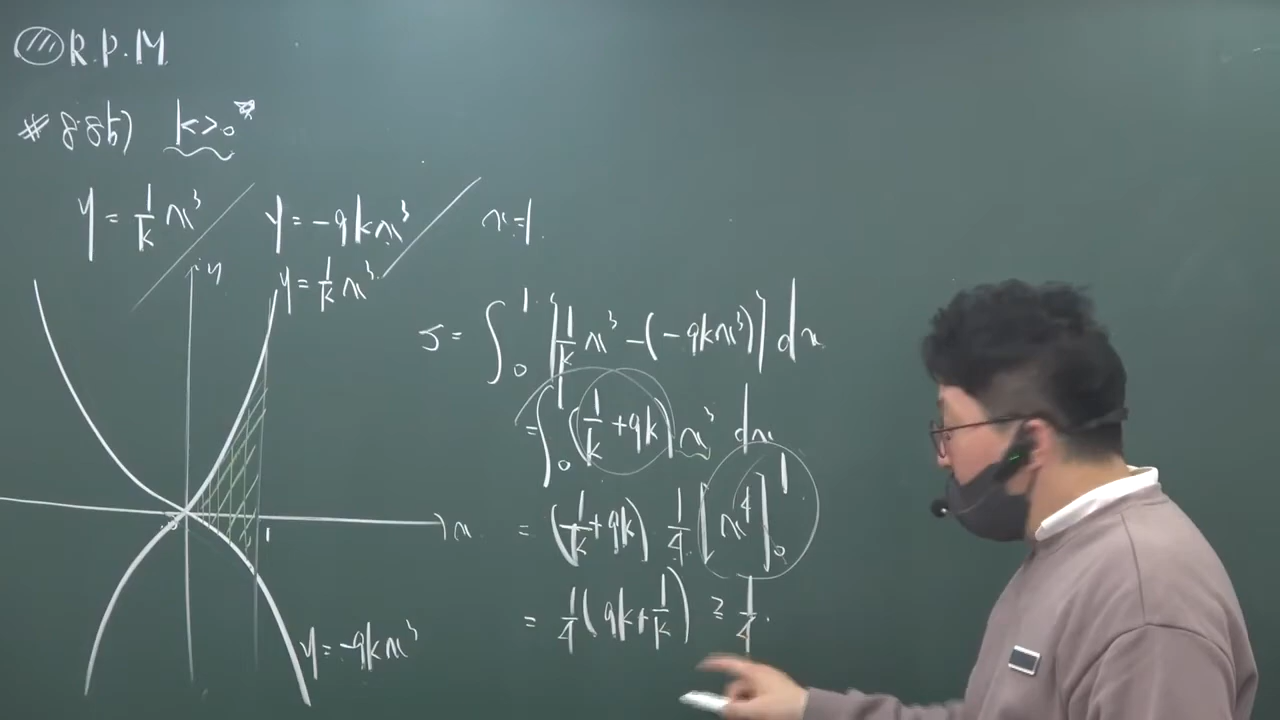 R.P.M
# 885) k>0
y = 1/k x³ y = -9kx³ x=1
y
y = 1/k x³
S = ∫₀¹ {1/k x³ - (-9kx³)} dx
= ∫₀¹ (1/k + 9k) x³ dx
1 x
= (1/k + 9k) 1/4 [x⁴]₀¹
= 1/4 (9k + 1/k) ≥ 1/4.
y = -9kx³